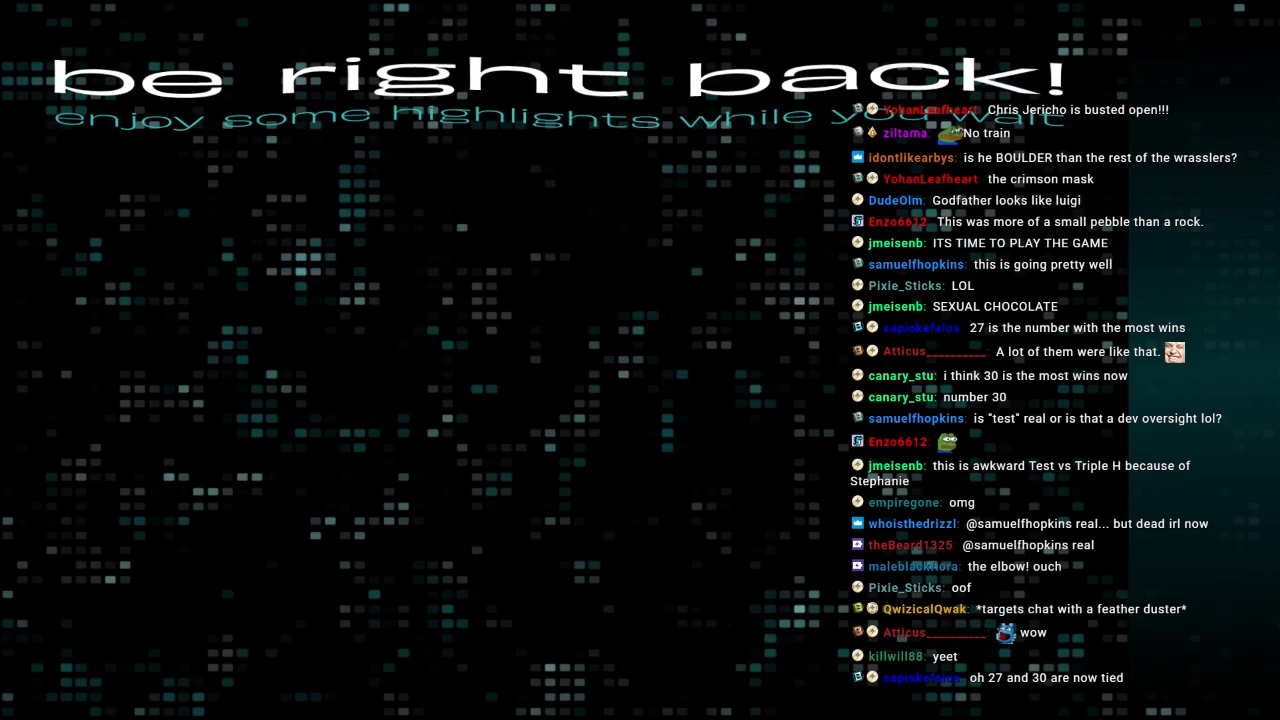 be right back!
enjoy some highlights while you wait
YohanLeafheart: Chris Jericho is busted open!!!
ziltama: No train
idontlikearbys: is he BOULDER than the rest of the wrasslers?
YohanLeafheart: the crimson mask
DudeOlm: Godfather looks like luigi
Enzo6612: This was more of a small pebble than a rock.
jmeisenb: ITS TIME TO PLAY THE GAME
samuelfhopkins: this is going pretty well
Pixie_Sticks: LOL
jmeisenb: SEXUAL CHOCOLATE
sapiokefalos: 27 is the number with the most wins
Atticus__________: A lot of them were like that.
canary_stu: i think 30 is the most wins now
canary_stu: number 30
samuelfhopkins: is "test" real or is that a dev oversight lol?
Enzo6612:
jmeisenb: this is awkward Test vs Triple H because of
Stephanie
empiregone: omg
whoisthedrizzl: @samuelfhopkins real... but dead irl now
theBeard1325: @samuelfhopkins real
maleblackflora: the elbow! ouch
Pixie_Sticks: oof
QwizicalQwak: *targets chat with a feather duster*
Atticus__________: wow
killwill88: yeet
sapiokefalos: oh 27 and 30 are now tied